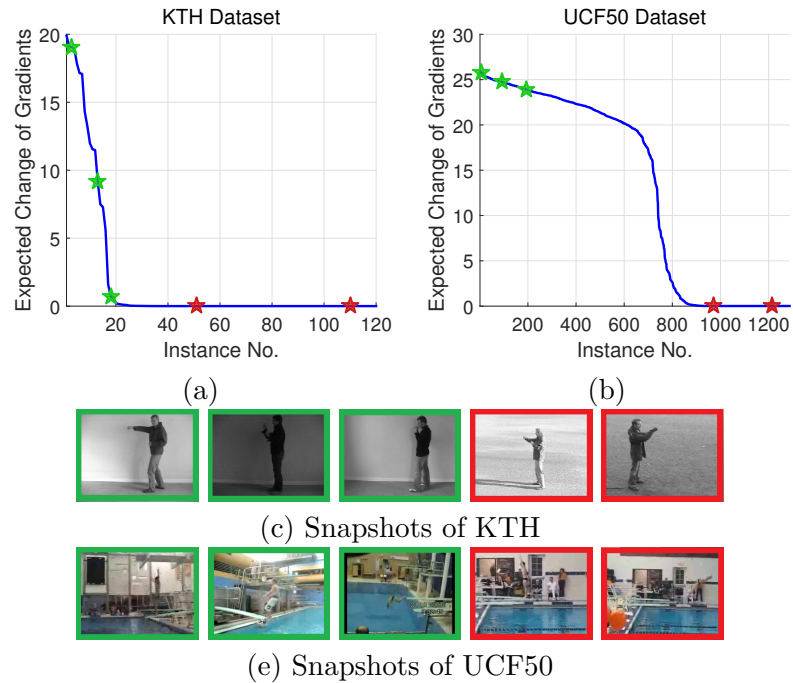 KTH Dataset
Expected Change of Gradients
20
15
10
5
0
20 40 60 80 100 120
Instance No.
(a)
UCF50 Dataset
Expected Change of Gradients
30
25
20
15
10
5
0
200 400 600 800 1000 1200
Instance No.
(b)
(c) Snapshots of KTH
(e) Snapshots of UCF50